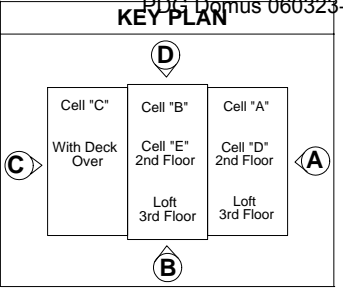 PDG Domus 060323-
KEY PLAN
D
Cell "C"
With Deck
Over
Cell "B"
Cell "E"
2nd Floor
Loft
3rd Floor
Cell "A"
Cell "D"
2nd Floor
Loft
3rd Floor
C
A
B